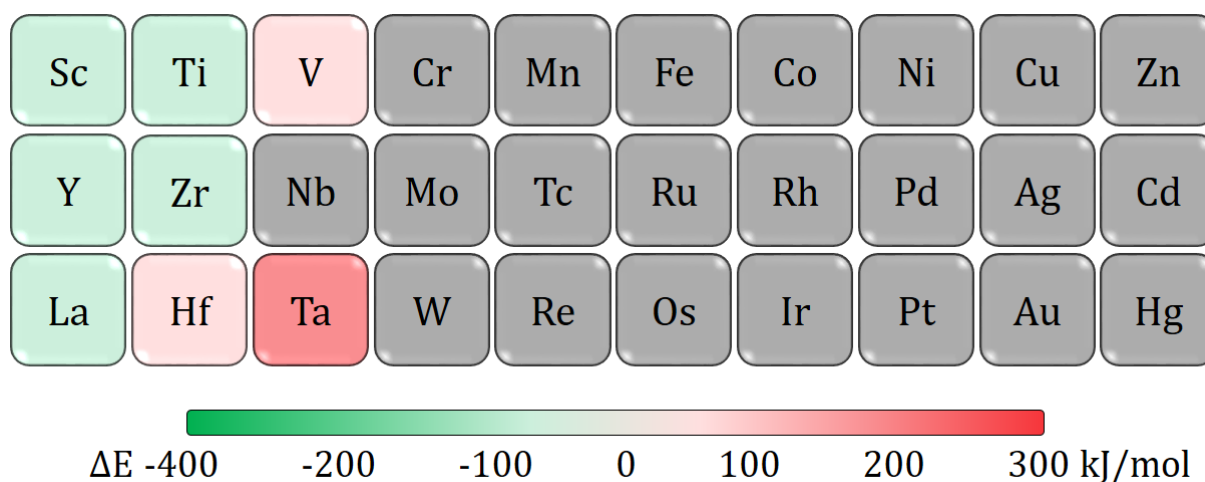 Sc Ti V Cr Mn Fe Co Ni Cu Zn
Y Zr Nb Mo Tc Ru Rh Pd Ag Cd
La Hf Ta W Re Os Ir Pt Au Hg
ΔE -400 -200 -100 0 100 200 300 kJ/mol